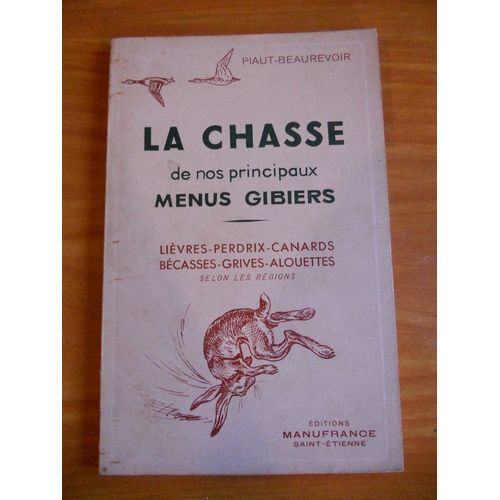 PIAUT-BEAUREVOIR
LA CHASSE
de nos principaux
MENUS GIBIERS
LIÈVRES-PERDRIX-CANARDS
BÉCASSES-GRIVES-ALOUETTES
SELON LES RÉGIONS
ÉDITIONS
MANUFRANCE
SAINT-ÉTIENNE